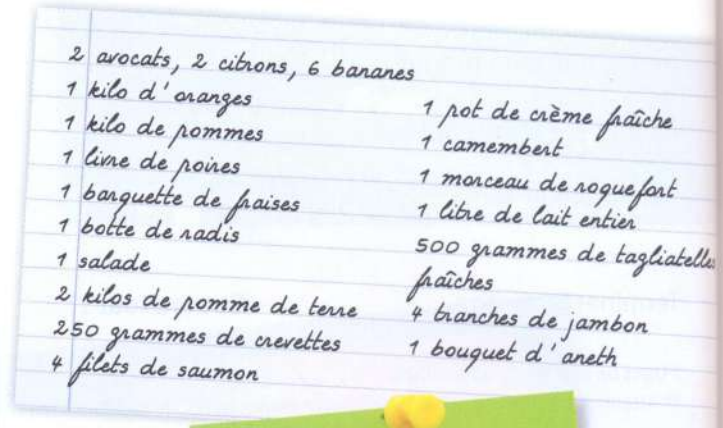 2 avocats, 2 citrons, 6 bananes
1 kilo d'oranges
1 kilo de pommes
1 livre de poires
1 barquette de fraises
1 botte de radis
1 salade
2 kilos de pomme de terre
250 grammes de crevettes
4 filets de saumon
1 pot de crème fraîche
1 camembert
1 morceau de roquefort
1 litre de lait entier
500 grammes de tagliatelles
fraîches
4 tranches de jambon
1 bouquet d'aneth